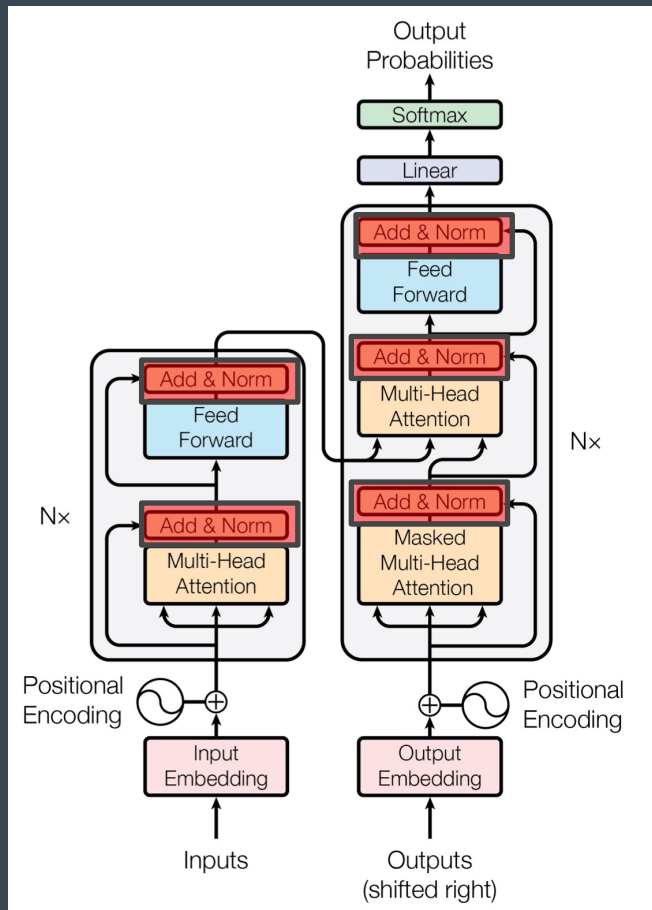 Output
Probabilities
Softmax
Linear
Add & Norm
Feed
Forward
Add & Norm
Multi-Head
Attention
Add & Norm
Masked
Multi-Head
Attention
Nx
Add & Norm
Feed
Forward
Add & Norm
Multi-Head
Attention
Nx
Positional
Encoding
Positional
Encoding
Input
Embedding
Output
Embedding
Inputs
Outputs
(shifted right)